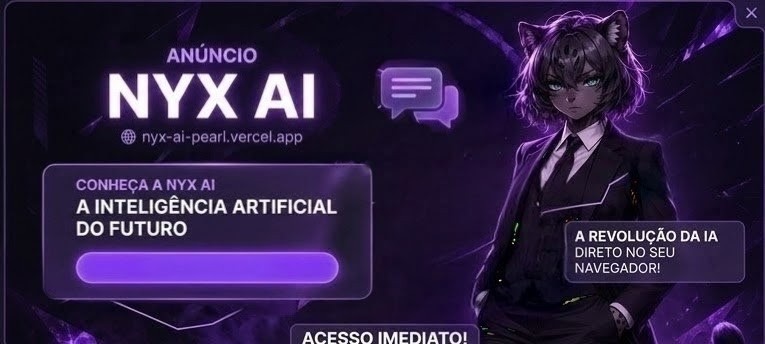 ANÚNCIO
NYX AI
nyx-ai-pearl.vercel.app
CONHEÇA A NYX AI
A INTELIGÊNCIA ARTIFICIAL
DO FUTURO
A REVOLUÇÃO DA IA
DIRETO NO SEU
NAVEGADOR!
ACESSO IMEDIATO!